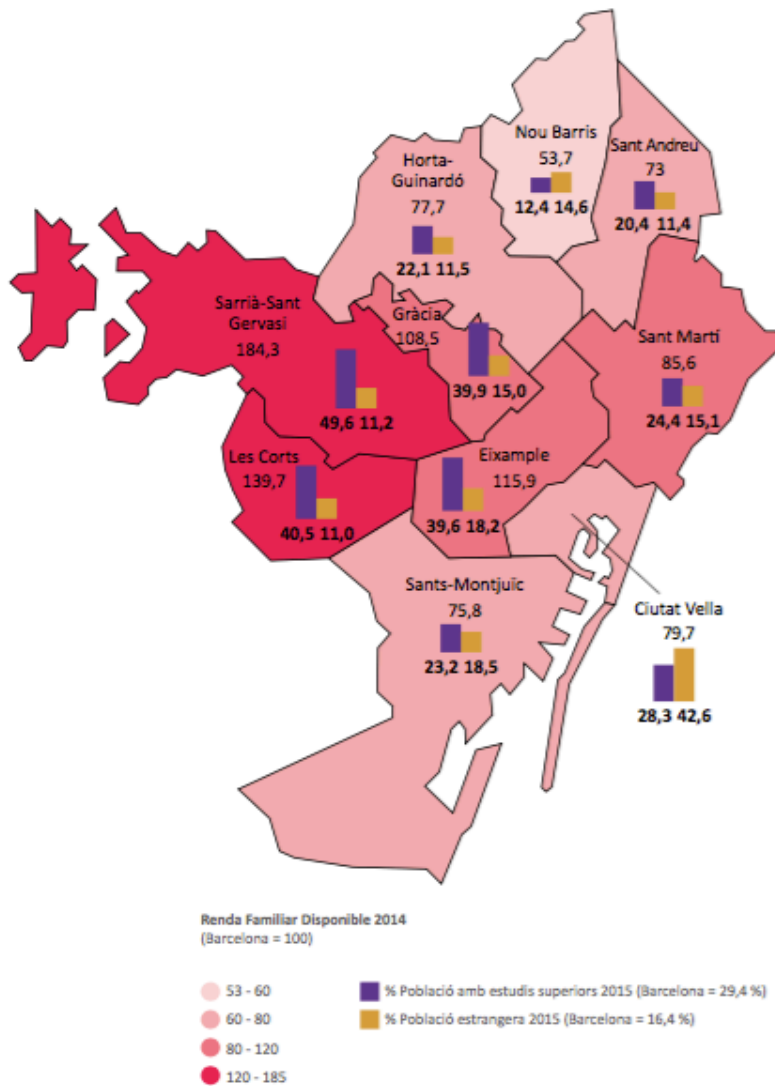 Nou Barris
53,7
12,4 14,6
Sant Andreu
73
20,4 11,4
Horta-
Guinardó
77,7
22,1 11,5
Sarrià-Sant
Gervasi
184,3
49,6 11,2
Gràcia
108,5
39,9 15,0
Sant Martí
85,6
24,4 15,1
Les Corts
139,7
40,5 11,0
Eixample
115,9
39,6 18,2
Sants-Montjuïc
75,8
23,2 18,5
Ciutat Vella
79,7
28,3 42,6
Renda Familiar Disponible 2014
(Barcelona = 100)
53 - 60
60 - 80
80 - 120
120 - 185
% Població amb estudis superiors 2015 (Barcelona = 29,4 %)
% Població estrangera 2015 (Barcelona = 16,4 %)